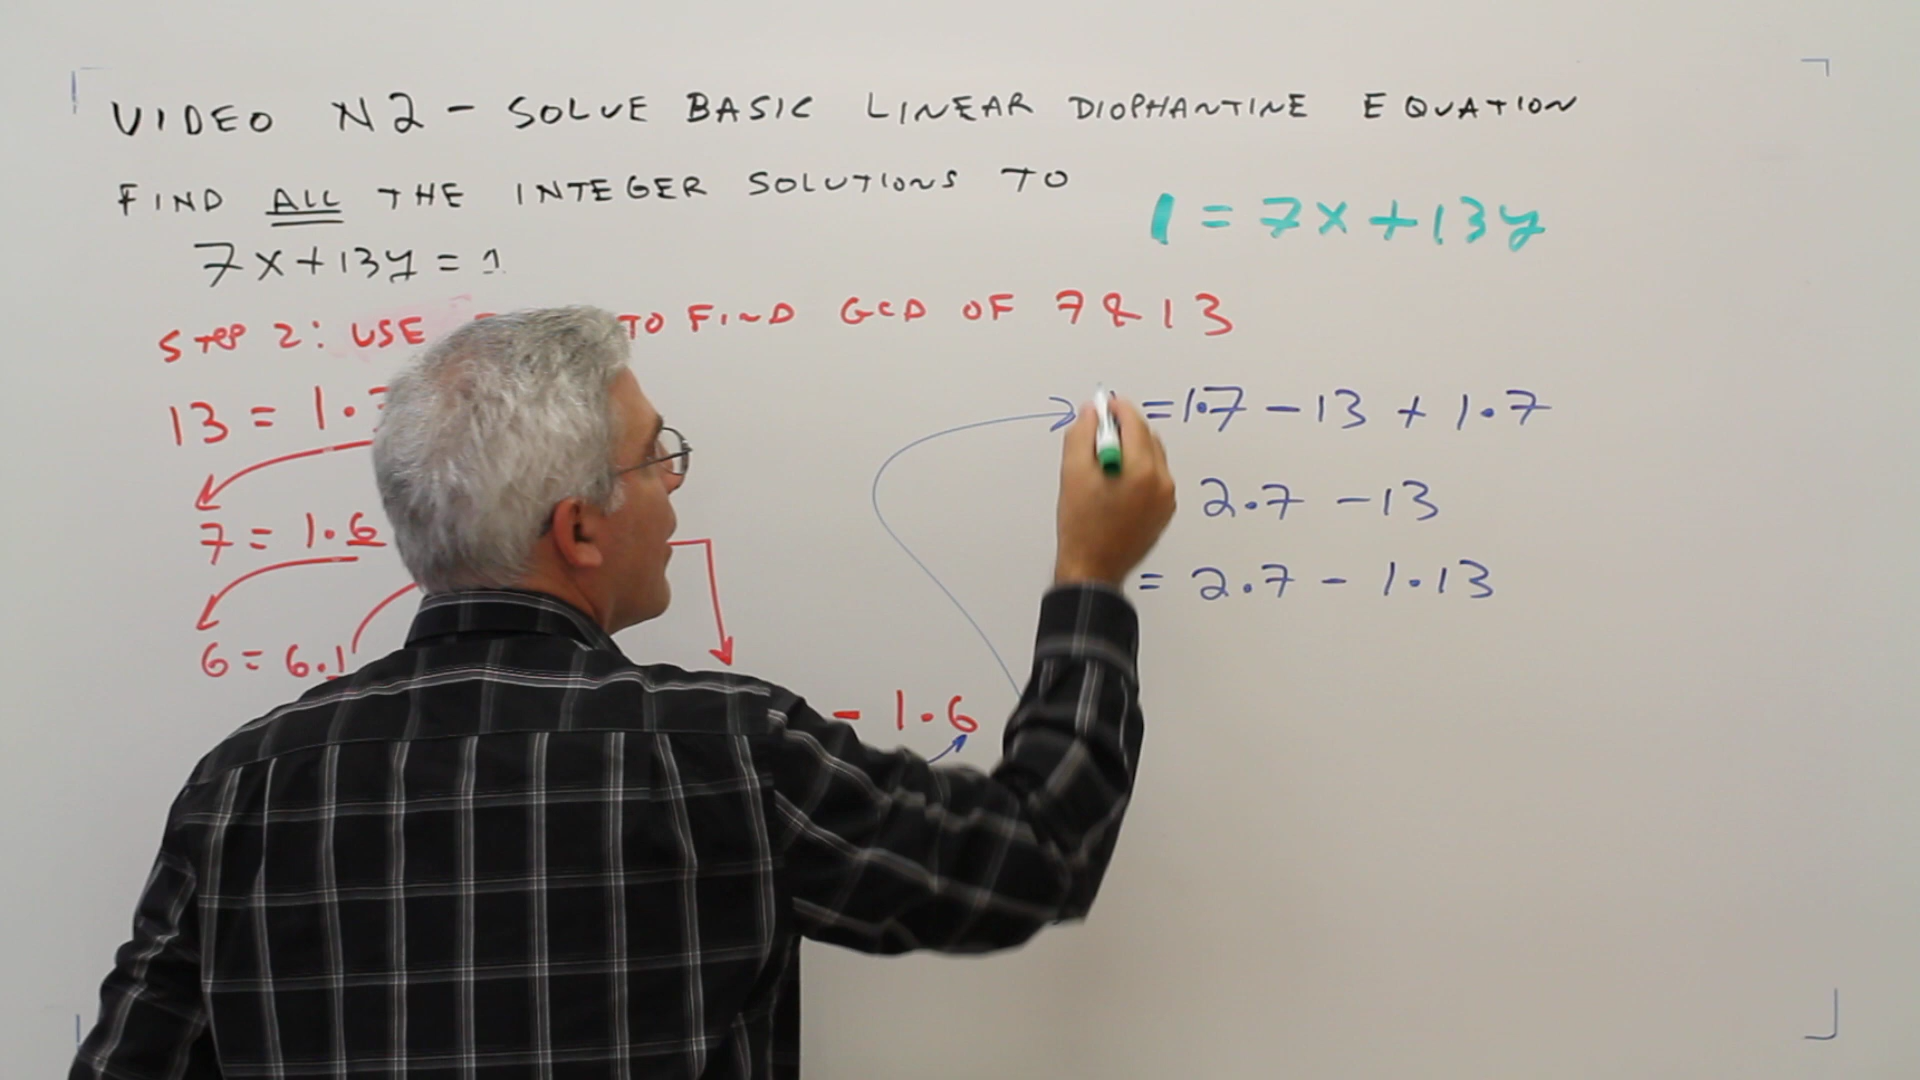 VIDEO N2 - SOLVE BASIC LINEAR DIOPHANTINE EQUATION
FIND ALL THE INTEGER SOLUTIONS TO
7x+13y=1
1=7x+13y
STEP 2: USE TO FIND GCD OF 7 & 13
13 = 1·
7 = 1·6
6 = 6·1
- 1·6
=1·7 - 13 + 1·7
2·7 - 13
= 2·7 - 1·13